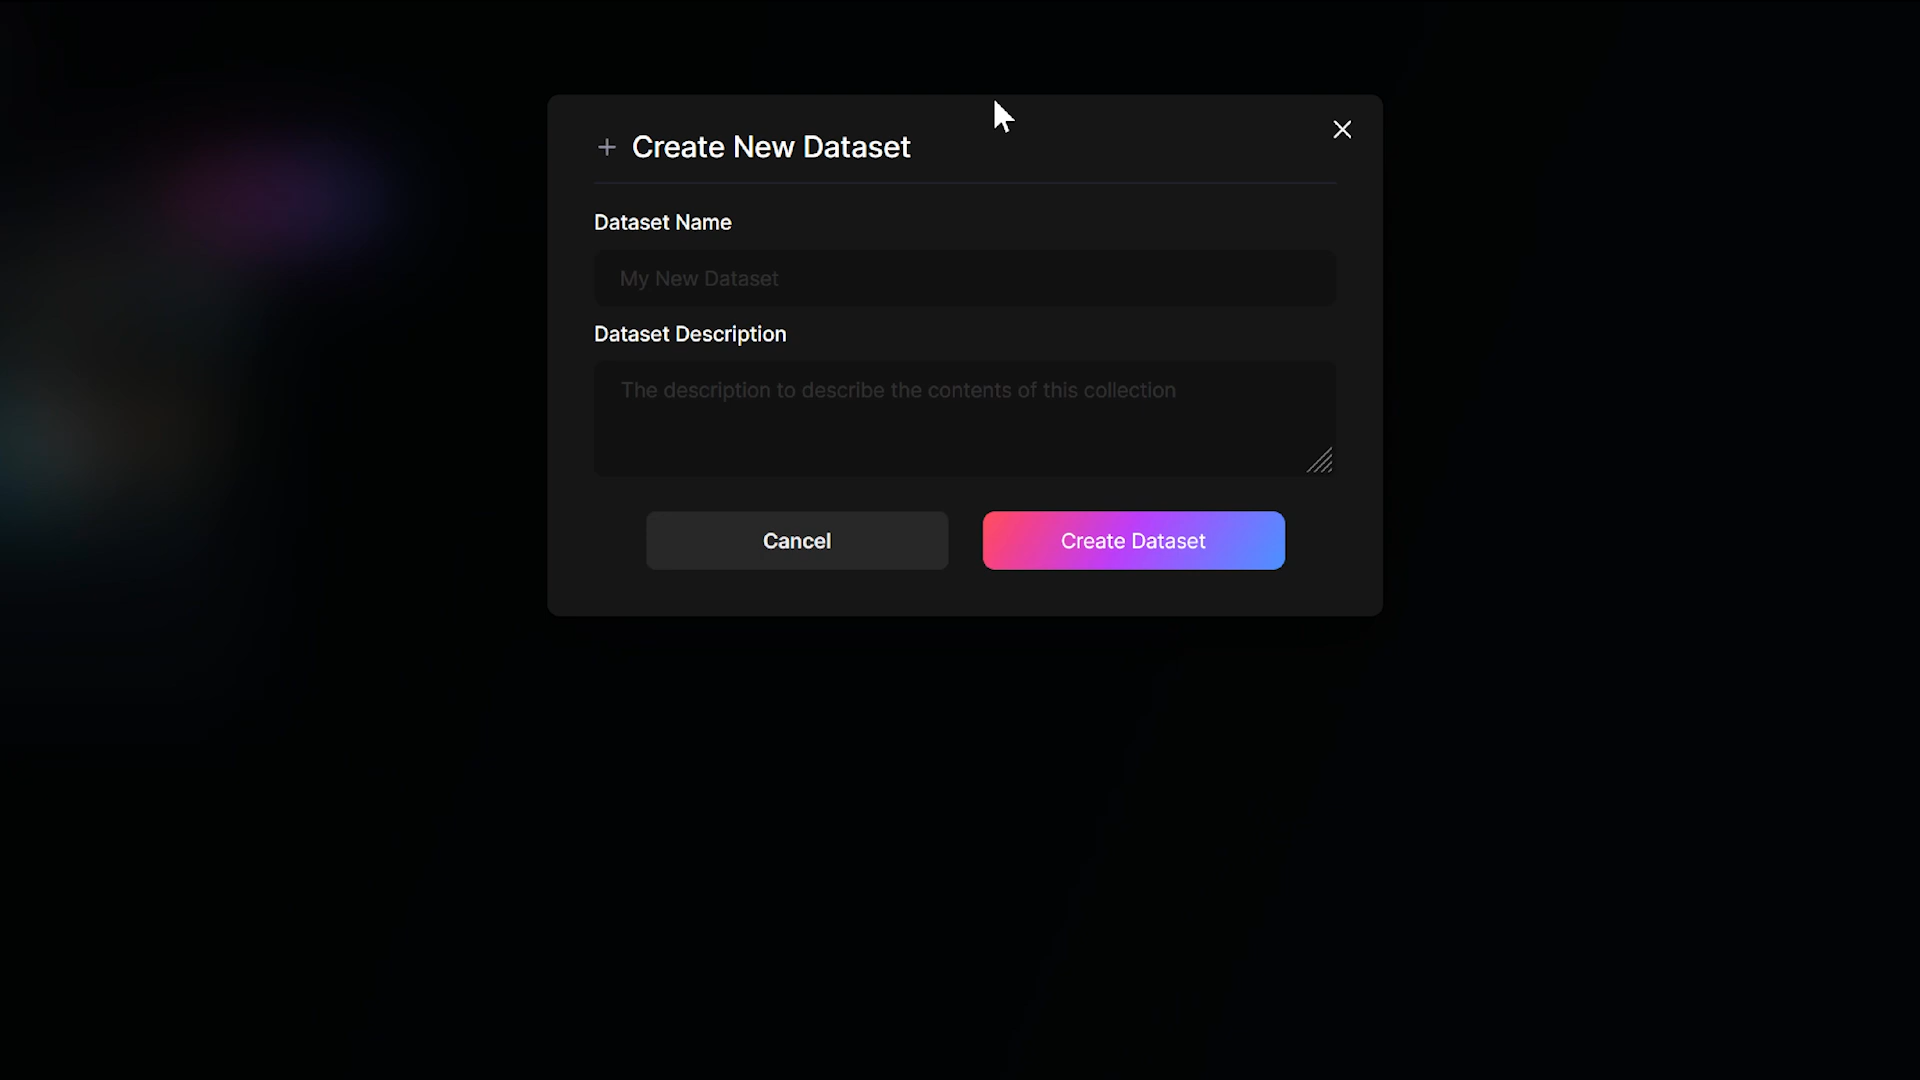 + Create New Dataset
Dataset Name
My New Dataset
Dataset Description
The description to describe the contents of this collection
Cancel
Create Dataset